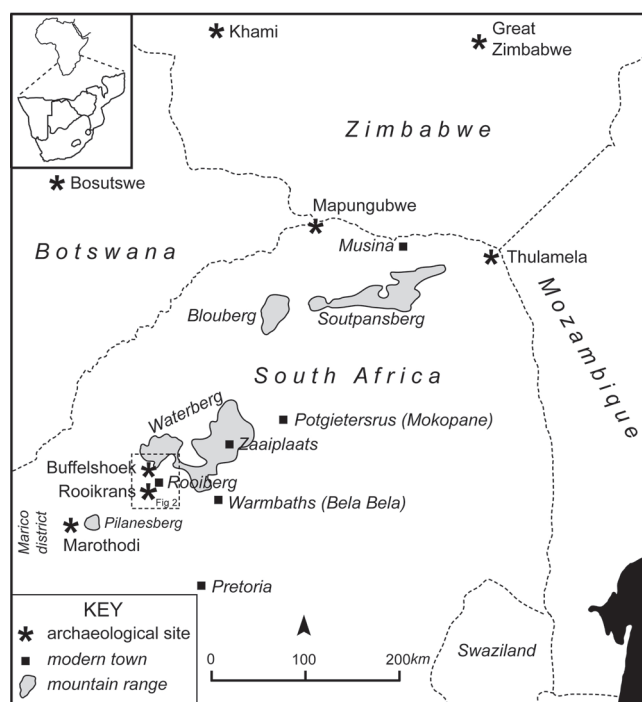 Khami
Great
Zimbabwe
Zimbabwe
Bosutswe
Mapungubwe
Botswana
Musina
Thulamela
Mozambique
Blouberg
Soutpansberg
South Africa
Waterberg
Potgietersrus (Mokopane)
Zaaiplaats
Buffelshoek
Rooiberg
Rooikrans
Fig 2
Warmbaths (Bela Bela)
Marico
district
Pilanesberg
Marothodi
Pretoria
KEY
archaeological site
modern town
mountain range
0 100 200km
Swaziland